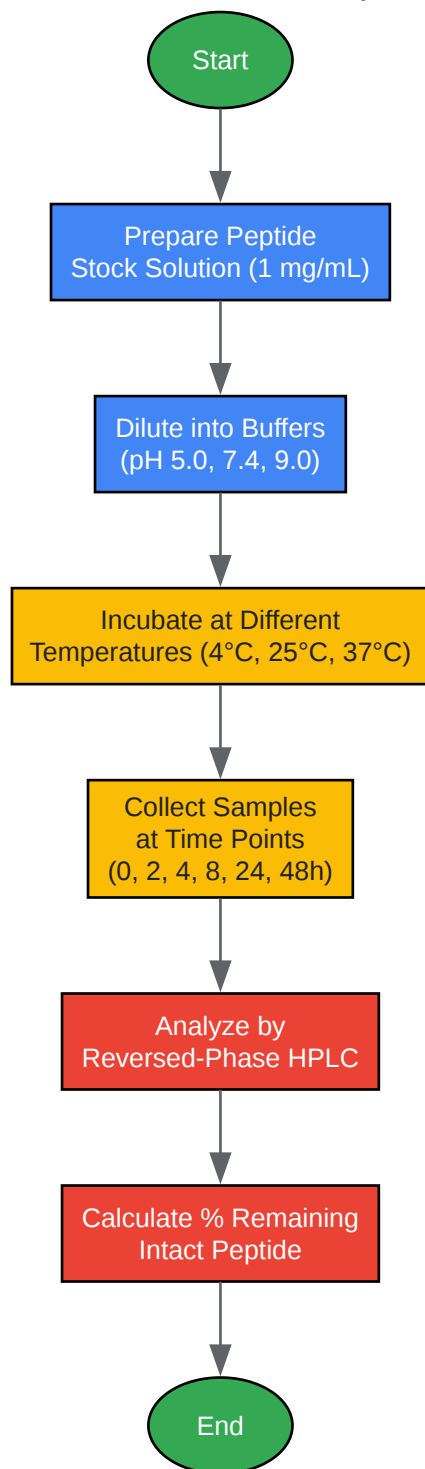 Start
Prepare Peptide
Stock Solution (1 mg/mL)
Dilute into Buffers
(pH 5.0, 7.4, 9.0)
Incubate at Different
Temperatures (4°C, 25°C, 37°C)
Collect Samples
at Time Points
(0, 2, 4, 8, 24, 48h)
Analyze by
Reversed-Phase HPLC
Calculate % Remaining
Intact Peptide
End